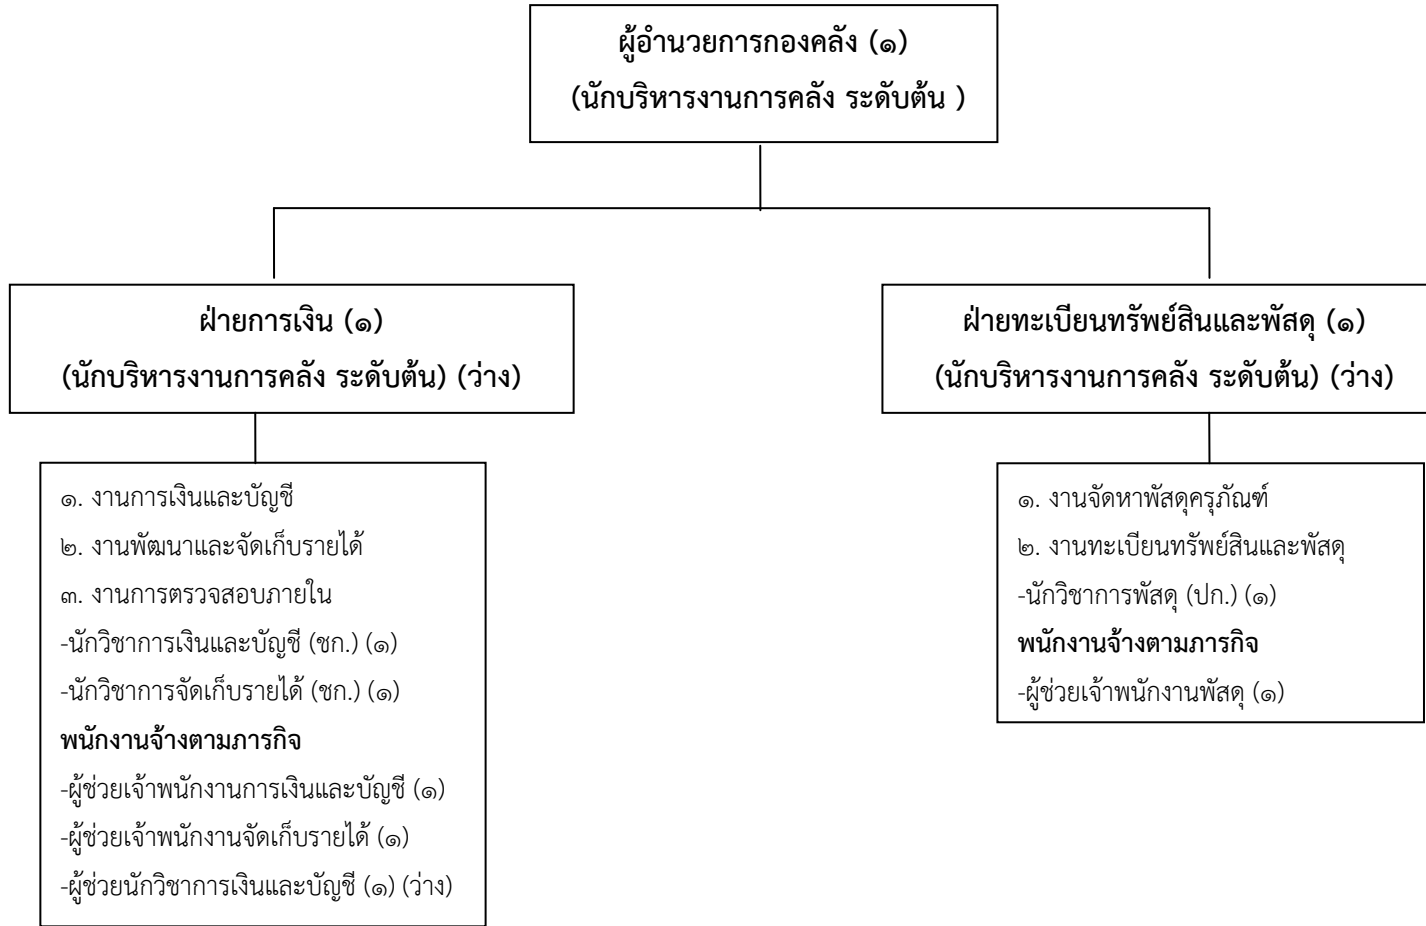 ผู้อำนวยการกองคลัง (๑)
(นักบริหารงานการคลัง ระดับต้น )
ฝ่ายการเงิน (๑)
(นักบริหารงานการคลัง ระดับต้น) (ว่าง)
๑. งานการเงินและบัญชี
๒. งานพัฒนาและจัดเก็บรายได้
๓. งานการตรวจสอบภายใน
-นักวิชาการเงินและบัญชี (ชก.) (๑)
-นักวิชาการจัดเก็บรายได้ (ชก.) (๑)
พนักงานจ้างตามภารกิจ
-ผู้ช่วยเจ้าพนักงานการเงินและบัญชี (๑)
-ผู้ช่วยเจ้าพนักงานจัดเก็บรายได้ (๑)
-ผู้ช่วยนักวิชาการเงินและบัญชี (๑) (ว่าง)
ฝ่ายทะเบียนทรัพย์สินและพัสดุ (๑)
(นักบริหารงานการคลัง ระดับต้น) (ว่าง)
๑. งานจัดหาพัสดุครุภัณฑ์
๒. งานทะเบียนทรัพย์สินและพัสดุ
-นักวิชาการพัสดุ (ปก.) (๑)
พนักงานจ้างตามภารกิจ
-ผู้ช่วยเจ้าพนักงานพัสดุ (๑)